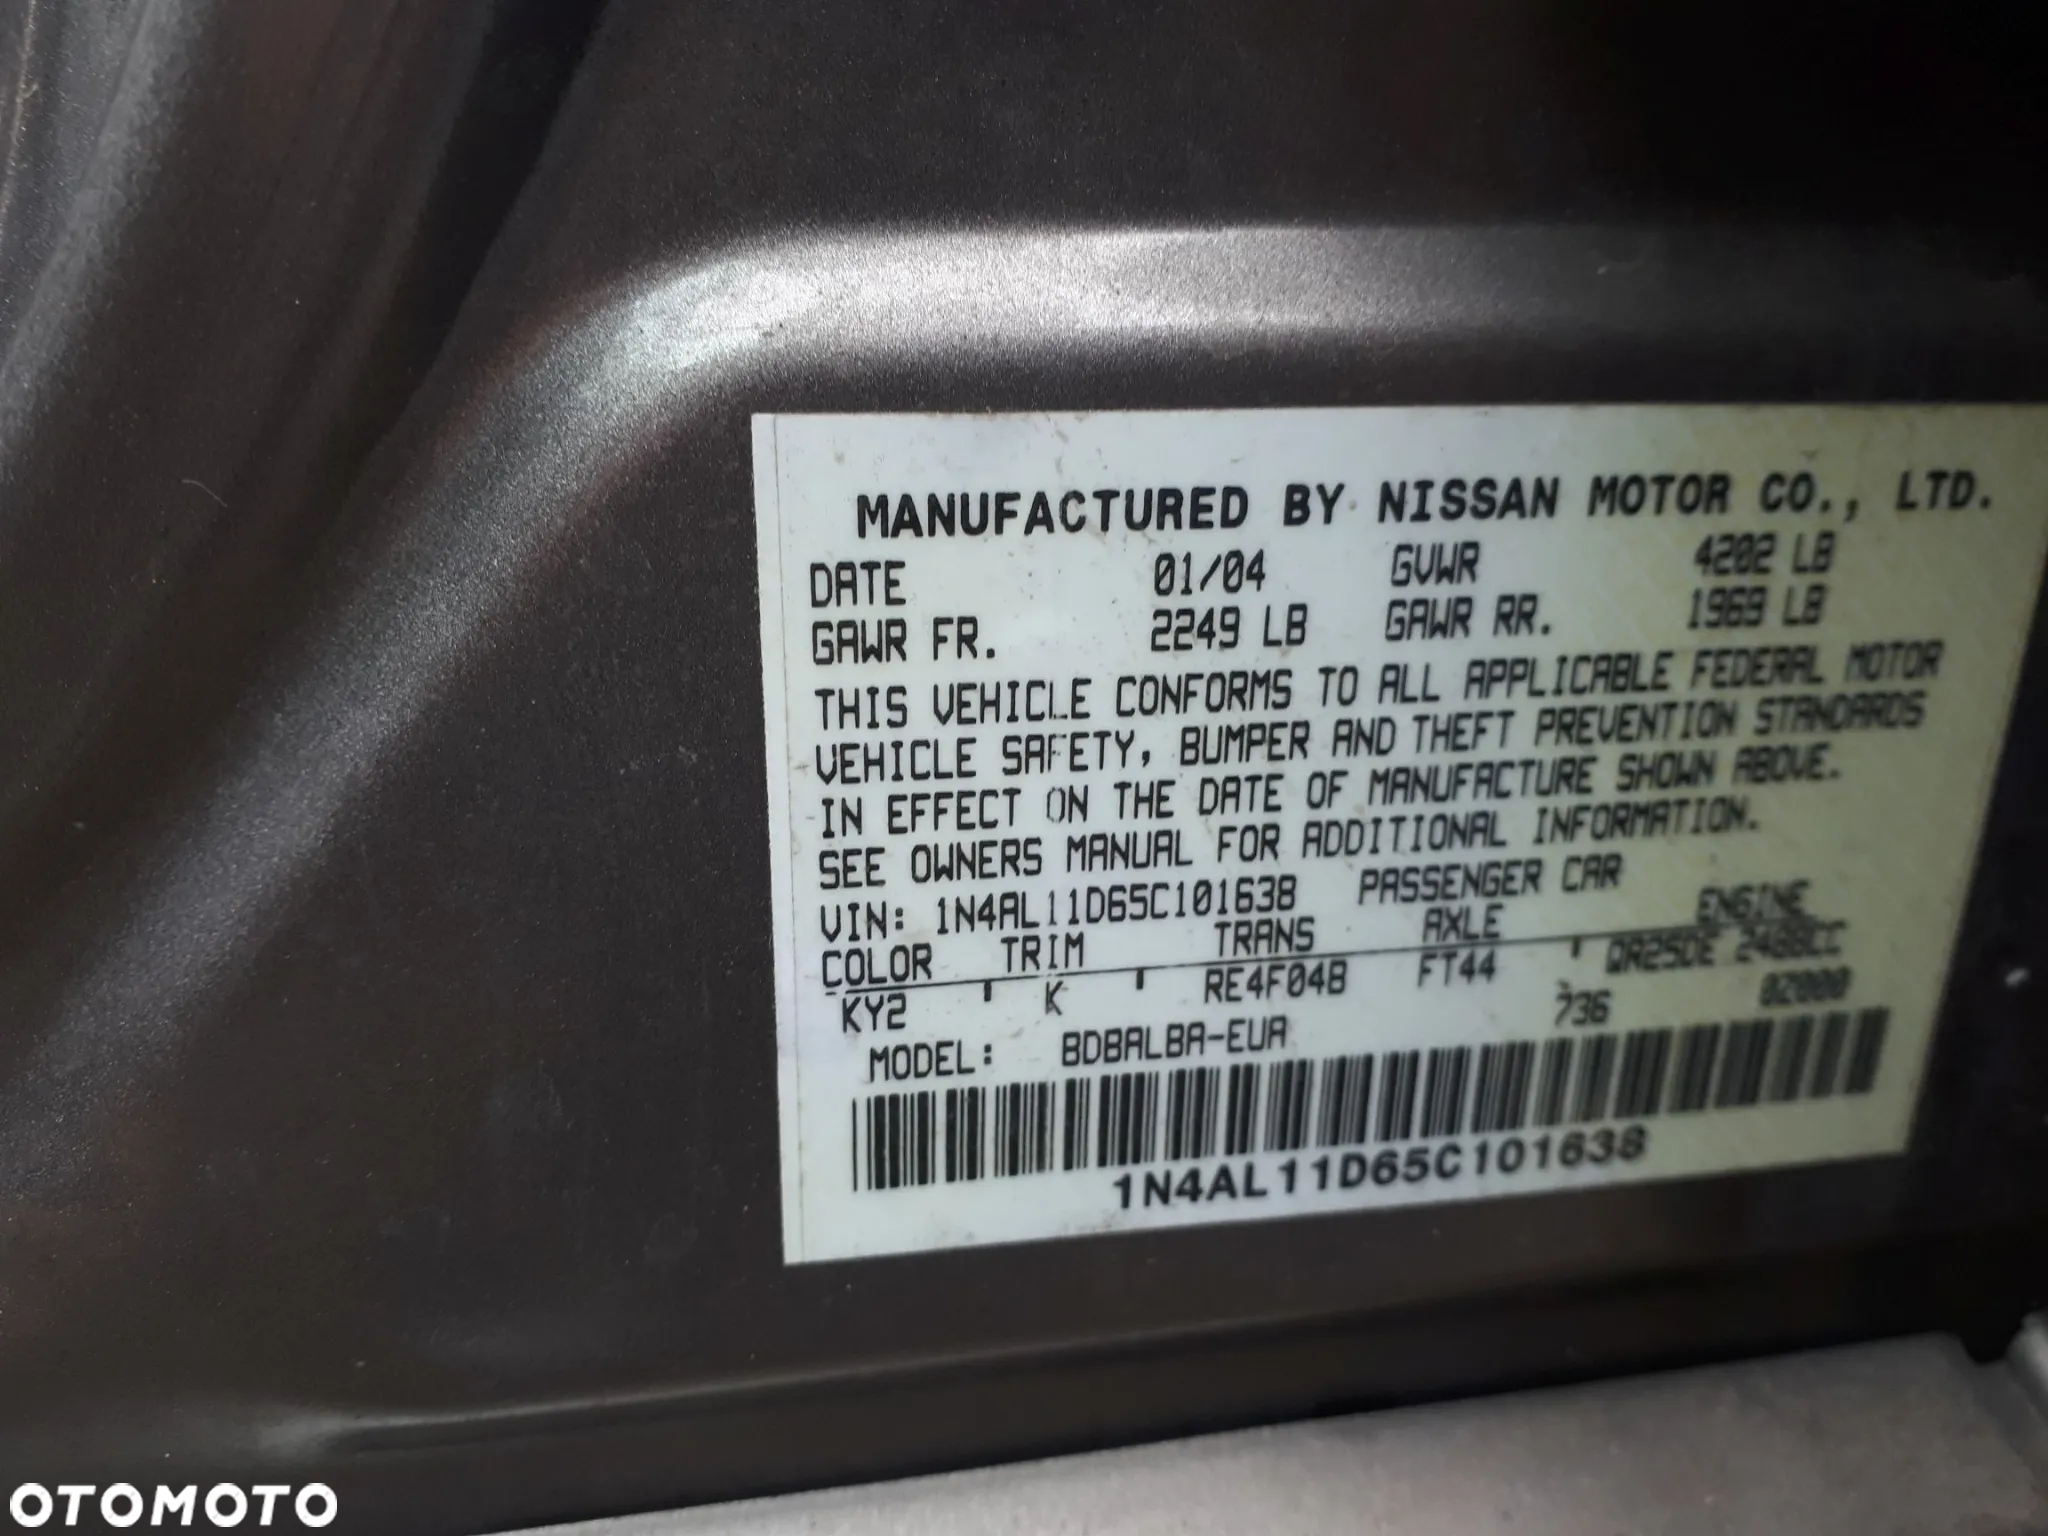 MANUFACTURED BY NISSAN MOTOR CO., LTD.
DATE 01/04 GVWR 4202 LB
GAWR FR. 2249 LB GAWR RR. 1969 LB
THIS VEHICLE CONFORMS TO ALL APPLICABLE FEDERAL MOTOR
VEHICLE SAFETY, BUMPER AND THEFT PREVENTION STANDARDS
IN EFFECT ON THE DATE OF MANUFACTURE SHOWN ABOVE.
SEE OWNERS MANUAL FOR ADDITIONAL INFORMATION.
VIN: 1N4AL11D65C101638 PASSENGER CAR
COLOR TRIM TRANS AXLE ENGINE
KY2 K RE4F04B FT44 QR25DE 2488CC
736 02000
MODEL: BDBALBA-EUA
1N4AL11D65C101638
OTOMOTO